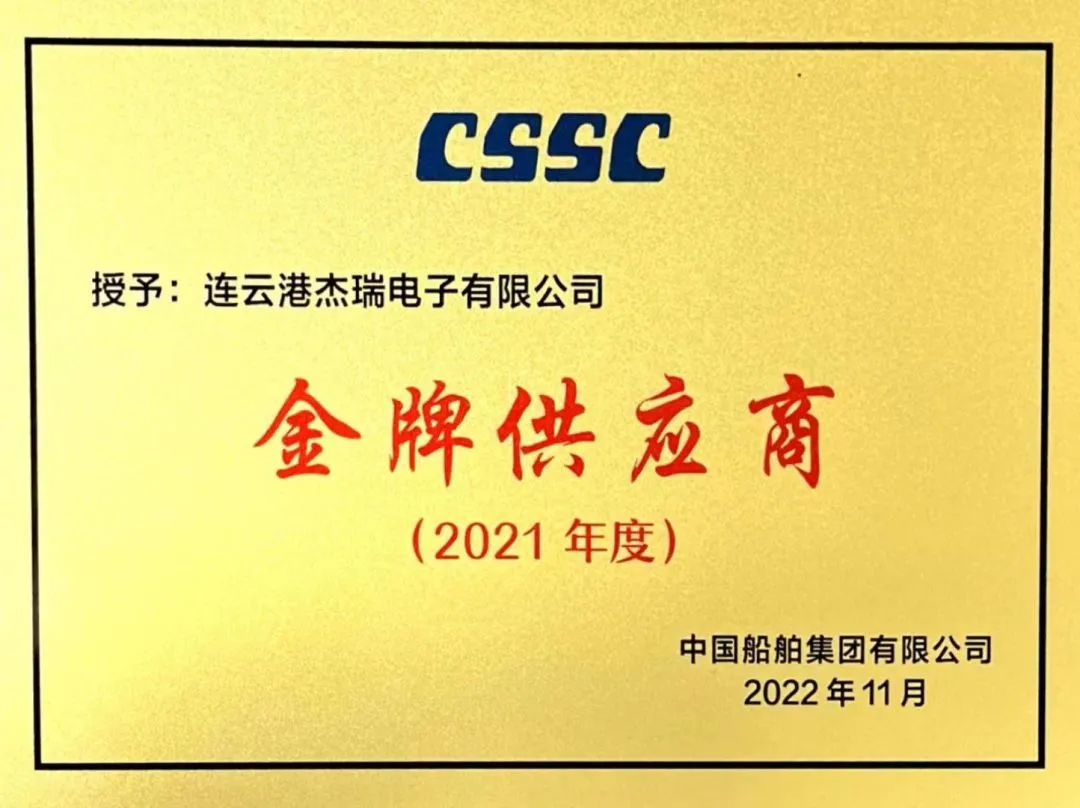 CSSC
授予：连云港杰瑞电子有限公司
金牌供应商
（2021 年度）
中国船舶集团有限公司
2022 年 11 月